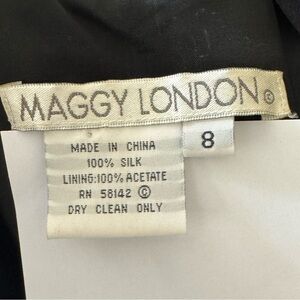 MAGGY LONDON ©
8
MADE IN CHINA
100% SILK
LINING:100% ACETATE
RN 58142 ©
DRY CLEAN ONLY